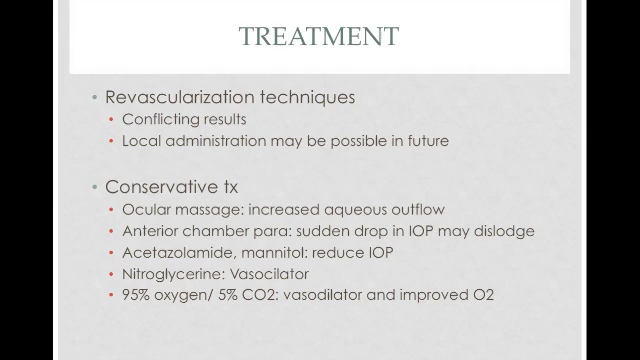 TREATMENT
Revascularization techniques
Conflicting results
Local administration may be possible in future
Conservative tx
Ocular massage: increased aqueous outflow
Anterior chamber para: sudden drop in IOP may dislodge
Acetazolamide, mannitol: reduce IOP
Nitroglycerine: Vasocilator
95% oxygen/ 5% CO2: vasodilator and improved O2